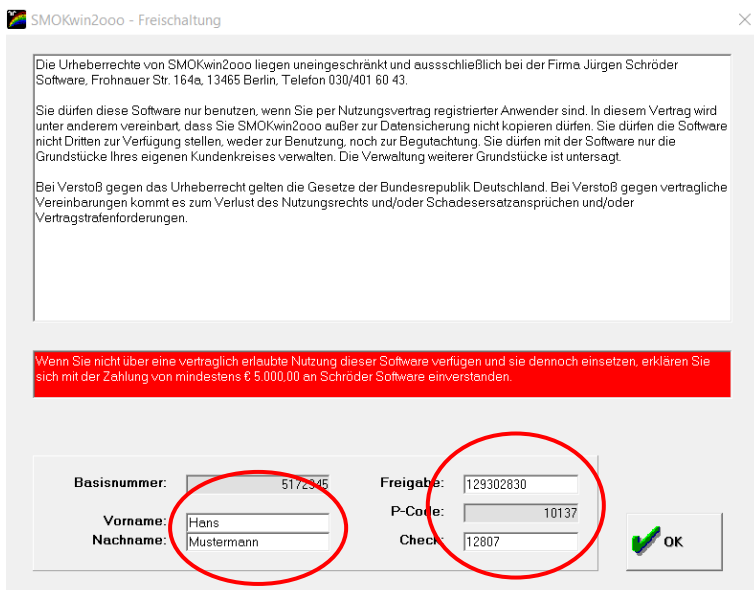 SMOKwin2ooo - Freischaltung
Die Urheberrechte von SMOKwin2ooo liegen uneingeschränkt und aussschließlich bei der Firma Jürgen Schröder
Software, Frohnauer Str. 164a, 13465 Berlin, Telefon 030/401 60 43.
Sie dürfen diese Software nur benutzen, wenn Sie per Nutzungsvertrag registrierter Anwender sind. In diesem Vertrag wird
unter anderem vereinbart, dass Sie SMOKwin2ooo außer zur Datensicherung nicht kopieren dürfen. Sie dürfen die Software
nicht Dritten zur Verfügung stellen, weder zur Benutzung, noch zur Begutachtung. Sie dürfen mit der Software nur die
Grundstücke Ihres eigenen Kundenkreises verwalten. Die Verwaltung weiterer Grundstücke ist untersagt.
Bei Verstoß gegen das Urheberrecht gelten die Gesetze der Bundesrepublik Deutschland. Bei Verstoß gegen vertragliche
Vereinbarungen kommt es zum Verlust des Nutzungsrechts und/oder Schadesersatzansprüchen und/oder
Vertragstrafenforderungen.
Wenn Sie nicht über eine vertraglich erlaubte Nutzung dieser Software verfügen und sie dennoch einsetzen, erklären Sie
sich mit der Zahlung von mindestens € 5.000,00 an Schröder Software einverstanden.
Basisnummer: 5172345
Vorname: Hans
Nachname: Mustermann
Freigabe: 129302830
P-Code: 10137
Check: 12807
OK